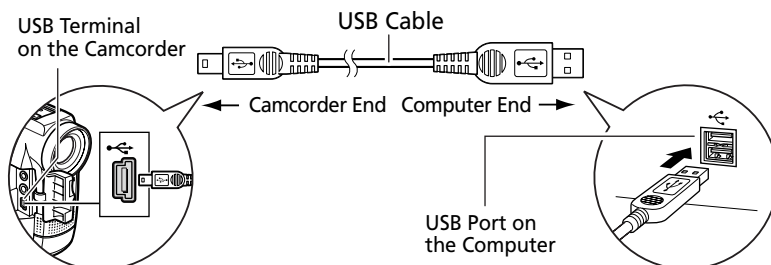 USB Terminal
on the Camcorder
USB Cable
Camcorder End
Computer End
USB Port on
the Computer